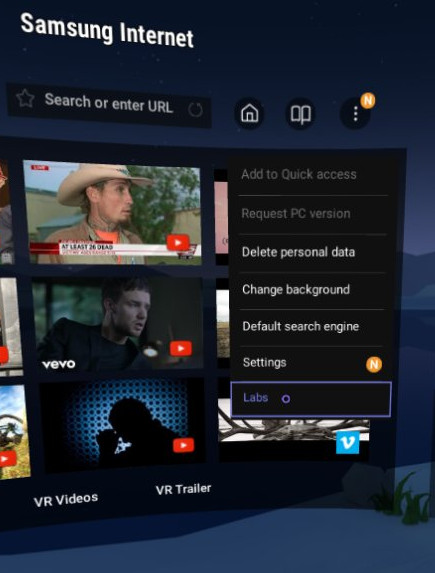 Samsung Internet
Search or enter URL
N
Add to Quick access
Request PC version
Delete personal data
Change background
Default search engine
Settings
N
Labs
AT LEAST 26 DEAD
vevo
VR Videos
VR Trailer